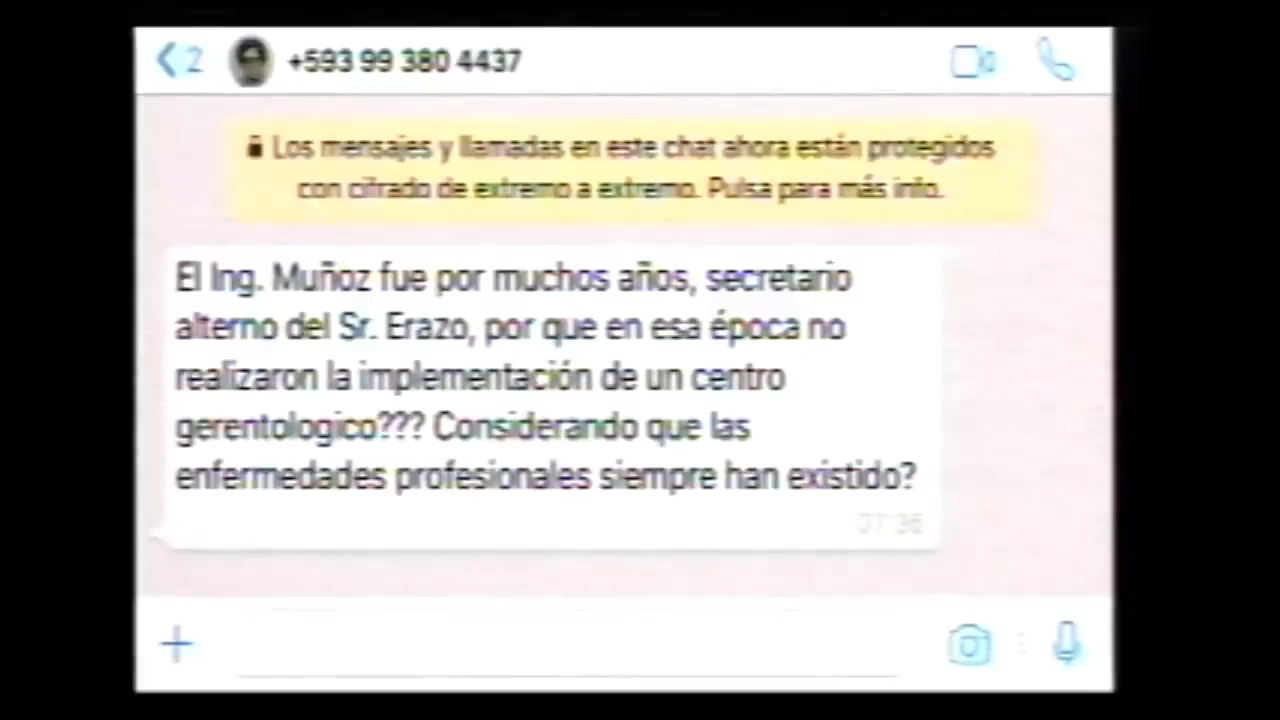 2
+593 99 380 4437
Los mensajes y llamadas en este chat ahora están protegidos
con cifrado de extremo a extremo. Pulsa para más info.
El Ing. Muñoz fue por muchos años, secretario
alterno del Sr. Erazo, por que en esa época no
realizaron la implementación de un centro
gerentologico??? Considerando que las
enfermedades profesionales siempre han existido?
07:36